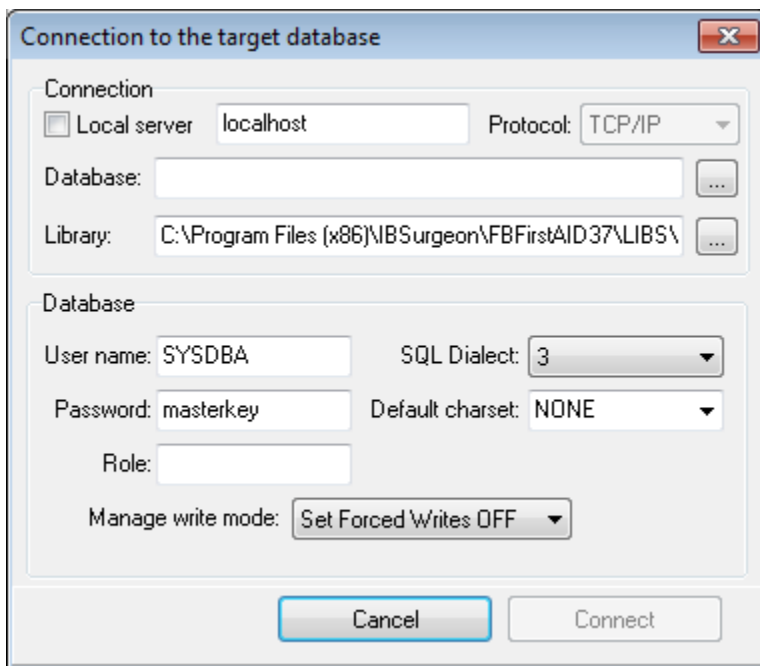 Connection to the target database
Connection
Local server localhost Protocol: TCP/IP
Database: ...
Library: C:\Program Files (x86)\IBSurgeon\FBFirstAID37\LIBS\ ...
Database
User name: SYSDBA SQL Dialect: 3
Password: masterkey Default charset: NONE
Role:
Manage write mode: Set Forced Writes OFF
Cancel Connect